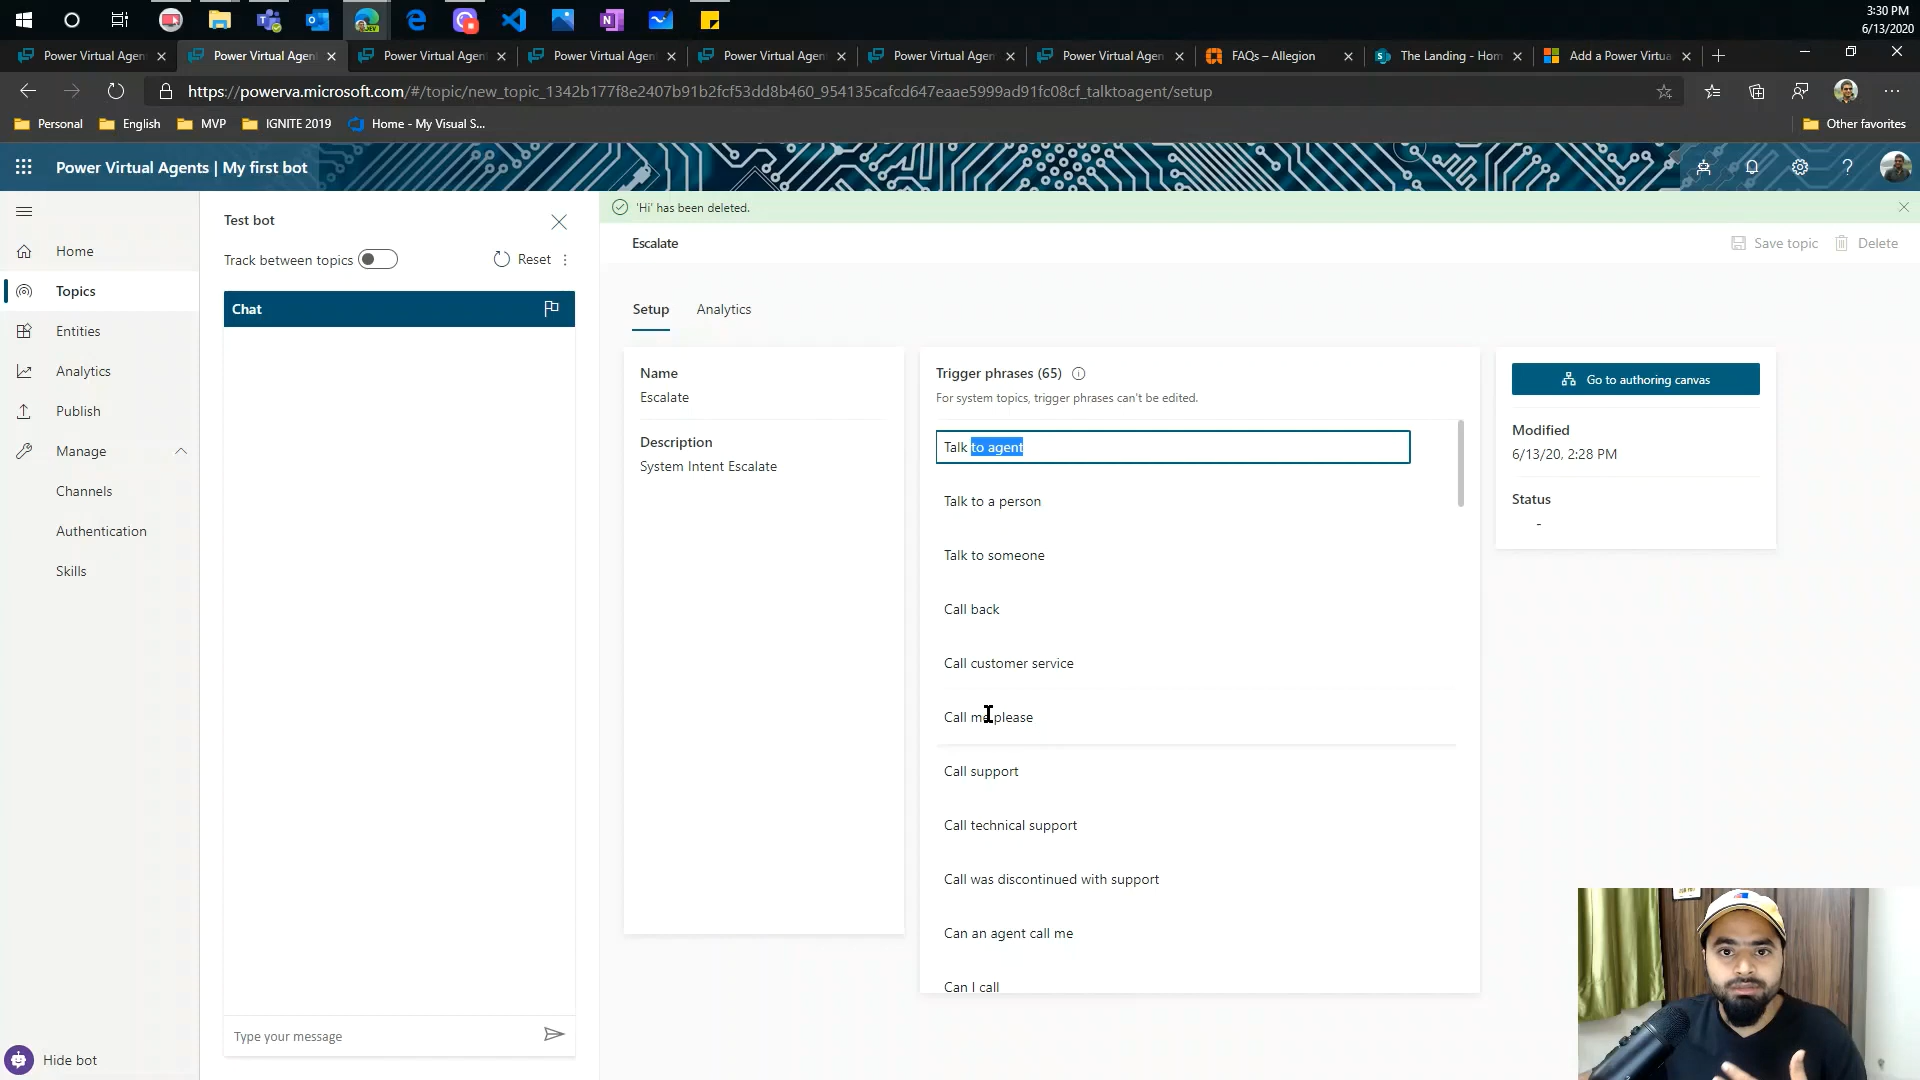 3:30 PM
6/13/2020
Power Virtual Agen
Power Virtual Agen
Power Virtual Agen
Power Virtual Agen
Power Virtual Agen
Power Virtual Agen
Power Virtual Agen
FAQs – Allegion
The Landing - Hom
Add a Power Virtua
https://powerva.microsoft.com/#/topic/new_topic_1342b177f8e2407b91b2fcf53dd8b460_954135cafcd647eaae5999ad91fc08cf_talktoagent/setup
Personal
English
MVP
IGNITE 2019
Home - My Visual S...
Other favorites
Power Virtual Agents | My first bot
Home
Topics
Entities
Analytics
Publish
Manage
Channels
Authentication
Skills
Hide bot
Test bot
Track between topics
Reset
Chat
Type your message
'Hi' has been deleted.
Escalate
Save topic
Delete
Setup
Analytics
Name
Escalate
Description
System Intent Escalate
Trigger phrases (65)
For system topics, trigger phrases can't be edited.
Talk to agent
Talk to a person
Talk to someone
Call back
Call customer service
Call me please
Call support
Call technical support
Call was discontinued with support
Can an agent call me
Can I call
Go to authoring canvas
Modified
6/13/20, 2:28 PM
Status
-